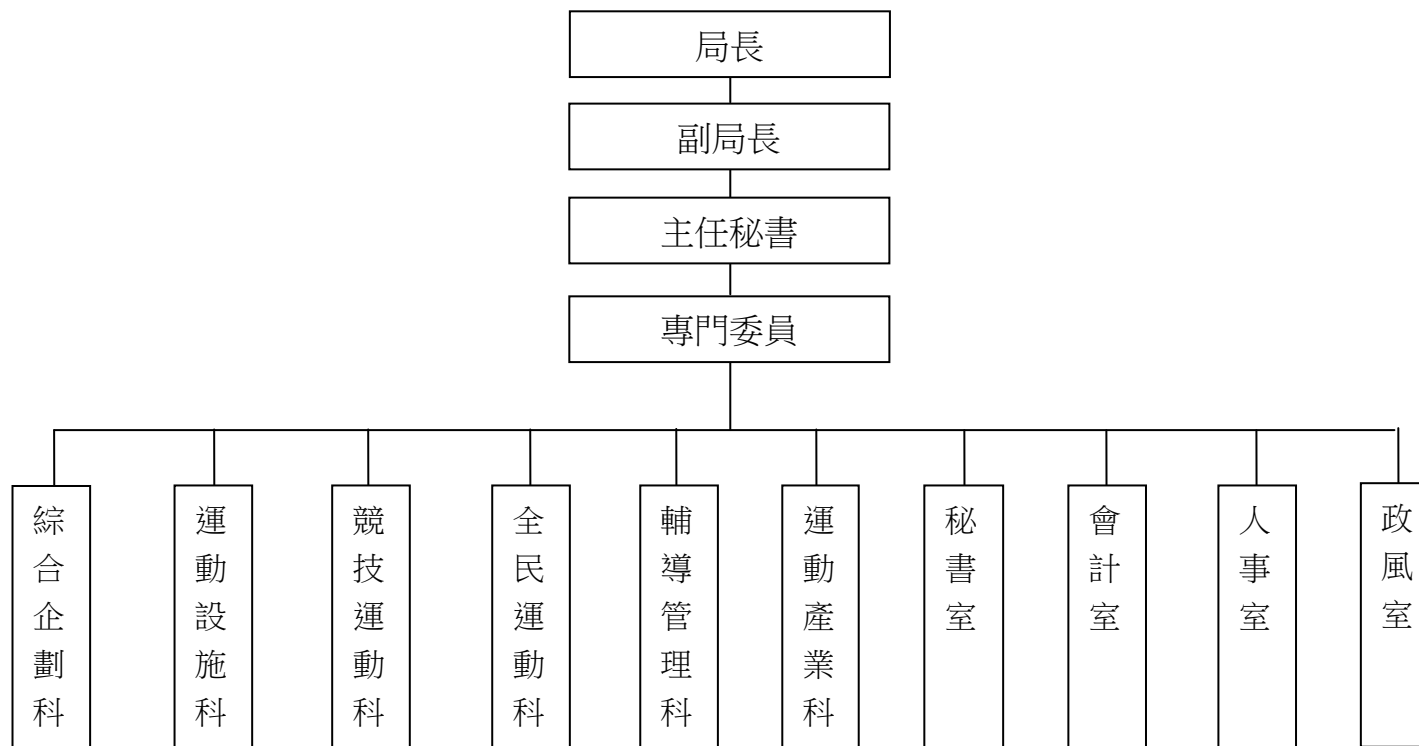 局長
副局長
主任秘書
專門委員
綜合企劃科
運動設施科
競技運動科
全民運動科
輔導管理科
運動產業科
秘書室
會計室
人事室
政風室